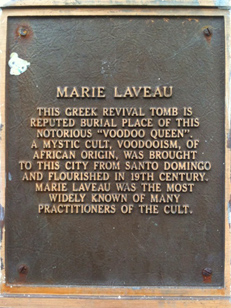 MARIE LAVEAU
THIS GREEK REVIVAL TOMB IS
REPUTED BURIAL PLACE OF THIS
NOTORIOUS "VOODOO QUEEN".
A MYSTIC CULT, VOODOOISM, OF
AFRICAN ORIGIN, WAS BROUGHT
TO THIS CITY FROM SANTO DOMINGO
AND FLOURISHED IN 19TH CENTURY.
MARIE LAVEAU WAS THE MOST
WIDELY KNOWN OF MANY
PRACTITIONERS OF THE CULT.